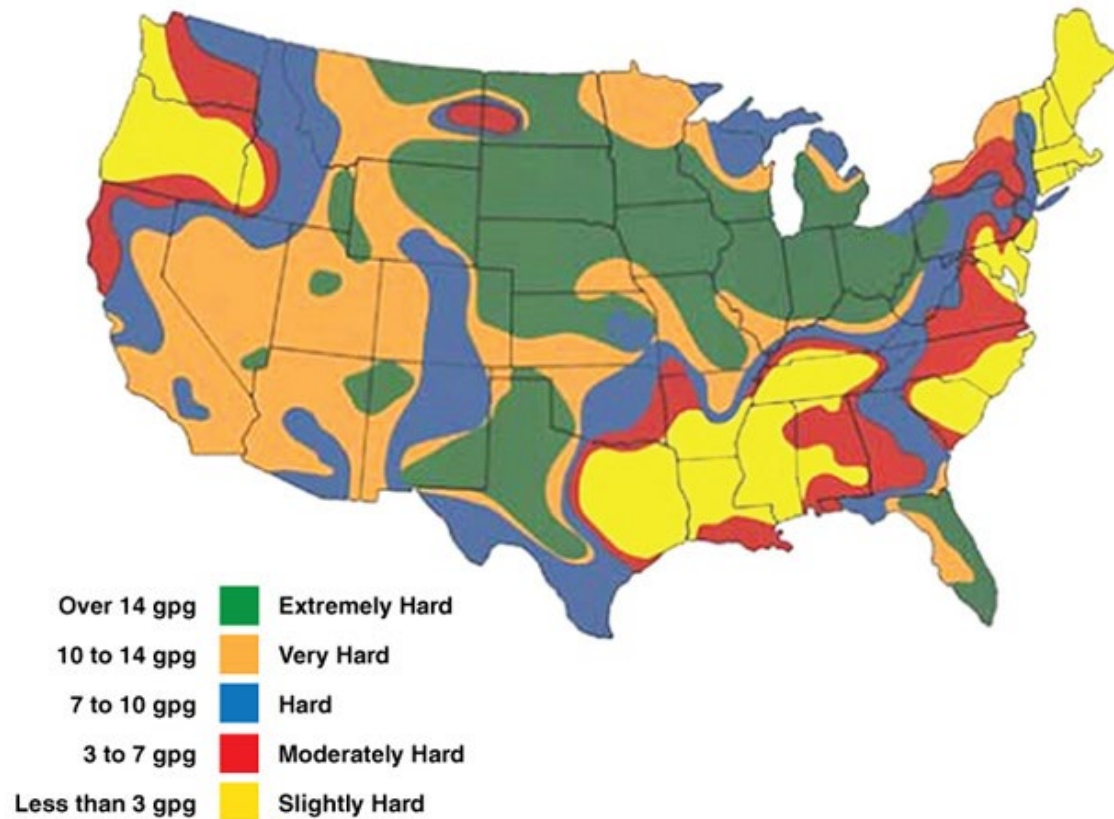 Over 14 gpg Extremely Hard
10 to 14 gpg Very Hard
7 to 10 gpg Hard
3 to 7 gpg Moderately Hard
Less than 3 gpg Slightly Hard